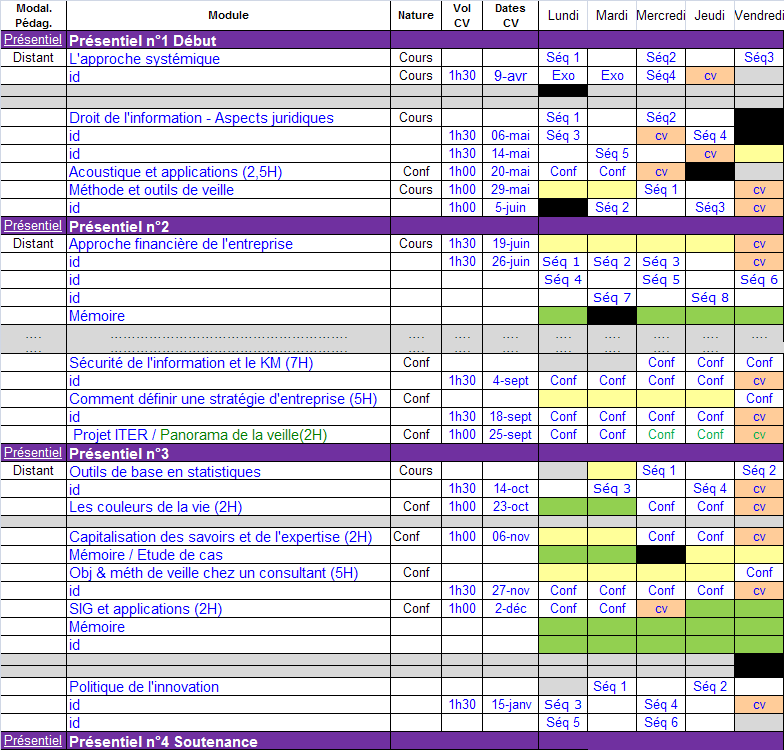 Modal. Pédag. Module Nature Vol CV Dates CV Lundi Mardi Mercredi Jeudi Vendredi
Présentiel Présentiel n°1 Début
Distant L'approche systémique Cours Séq 1 Séq2 Séq3
id Cours 1h30 9-avr Exo Exo Séq4 cv
Droit de l'information - Aspects juridiques Cours Séq 1 Séq2
id 1h30 06-mai Séq 3 cv Séq 4
id 1h30 14-mai Séq 5 cv
Acoustique et applications (2,5H) Conf 1h00 20-mai Conf Conf cv
Méthode et outils de veille Cours 1h00 29-mai Séq 1 cv
id 1h00 5-juin Séq 2 Séq3 cv
Présentiel Présentiel n°2
Distant Approche financière de l'entreprise Cours 1h30 19-juin cv
id 1h30 26-juin Séq 1 Séq 2 Séq 3 cv
id Séq 4 Séq 5 Séq 6
id Séq 7 Séq 8
Mémoire
Sécurité de l'information et le KM (7H) Conf Conf Conf Conf
id 1h30 4-sept Conf Conf Conf Conf cv
Comment définir une stratégie d'entreprise (5H) Conf Conf
id 1h30 18-sept Conf Conf Conf Conf cv
Projet ITER / Panorama de la veille(2H) Conf 1h00 25-sept Conf Conf Conf Conf cv
Présentiel Présentiel n°3
Distant Outils de base en statistiques Cours Séq 1 Séq 2
id 1h30 14-oct Séq 3 Séq 4 cv
Les couleurs de la vie (2H) Conf 1h00 23-oct Conf Conf cv
Capitalisation des savoirs et de l'expertise (2H) Conf 1h00 06-nov Conf Conf cv
Mémoire / Etude de cas
Obj & méth de veille chez un consultant (5H) Conf Conf
id 1h30 27-nov Conf Conf Conf Conf cv
SIG et applications (2H) Conf 1h00 2-déc Conf Conf cv
Mémoire
id
Politique de l'innovation Séq 1 Séq 2
id 1h30 15-janv Séq 3 Séq 4 cv
id Séq 5 Séq 6
Présentiel Présentiel n°4 Soutenance